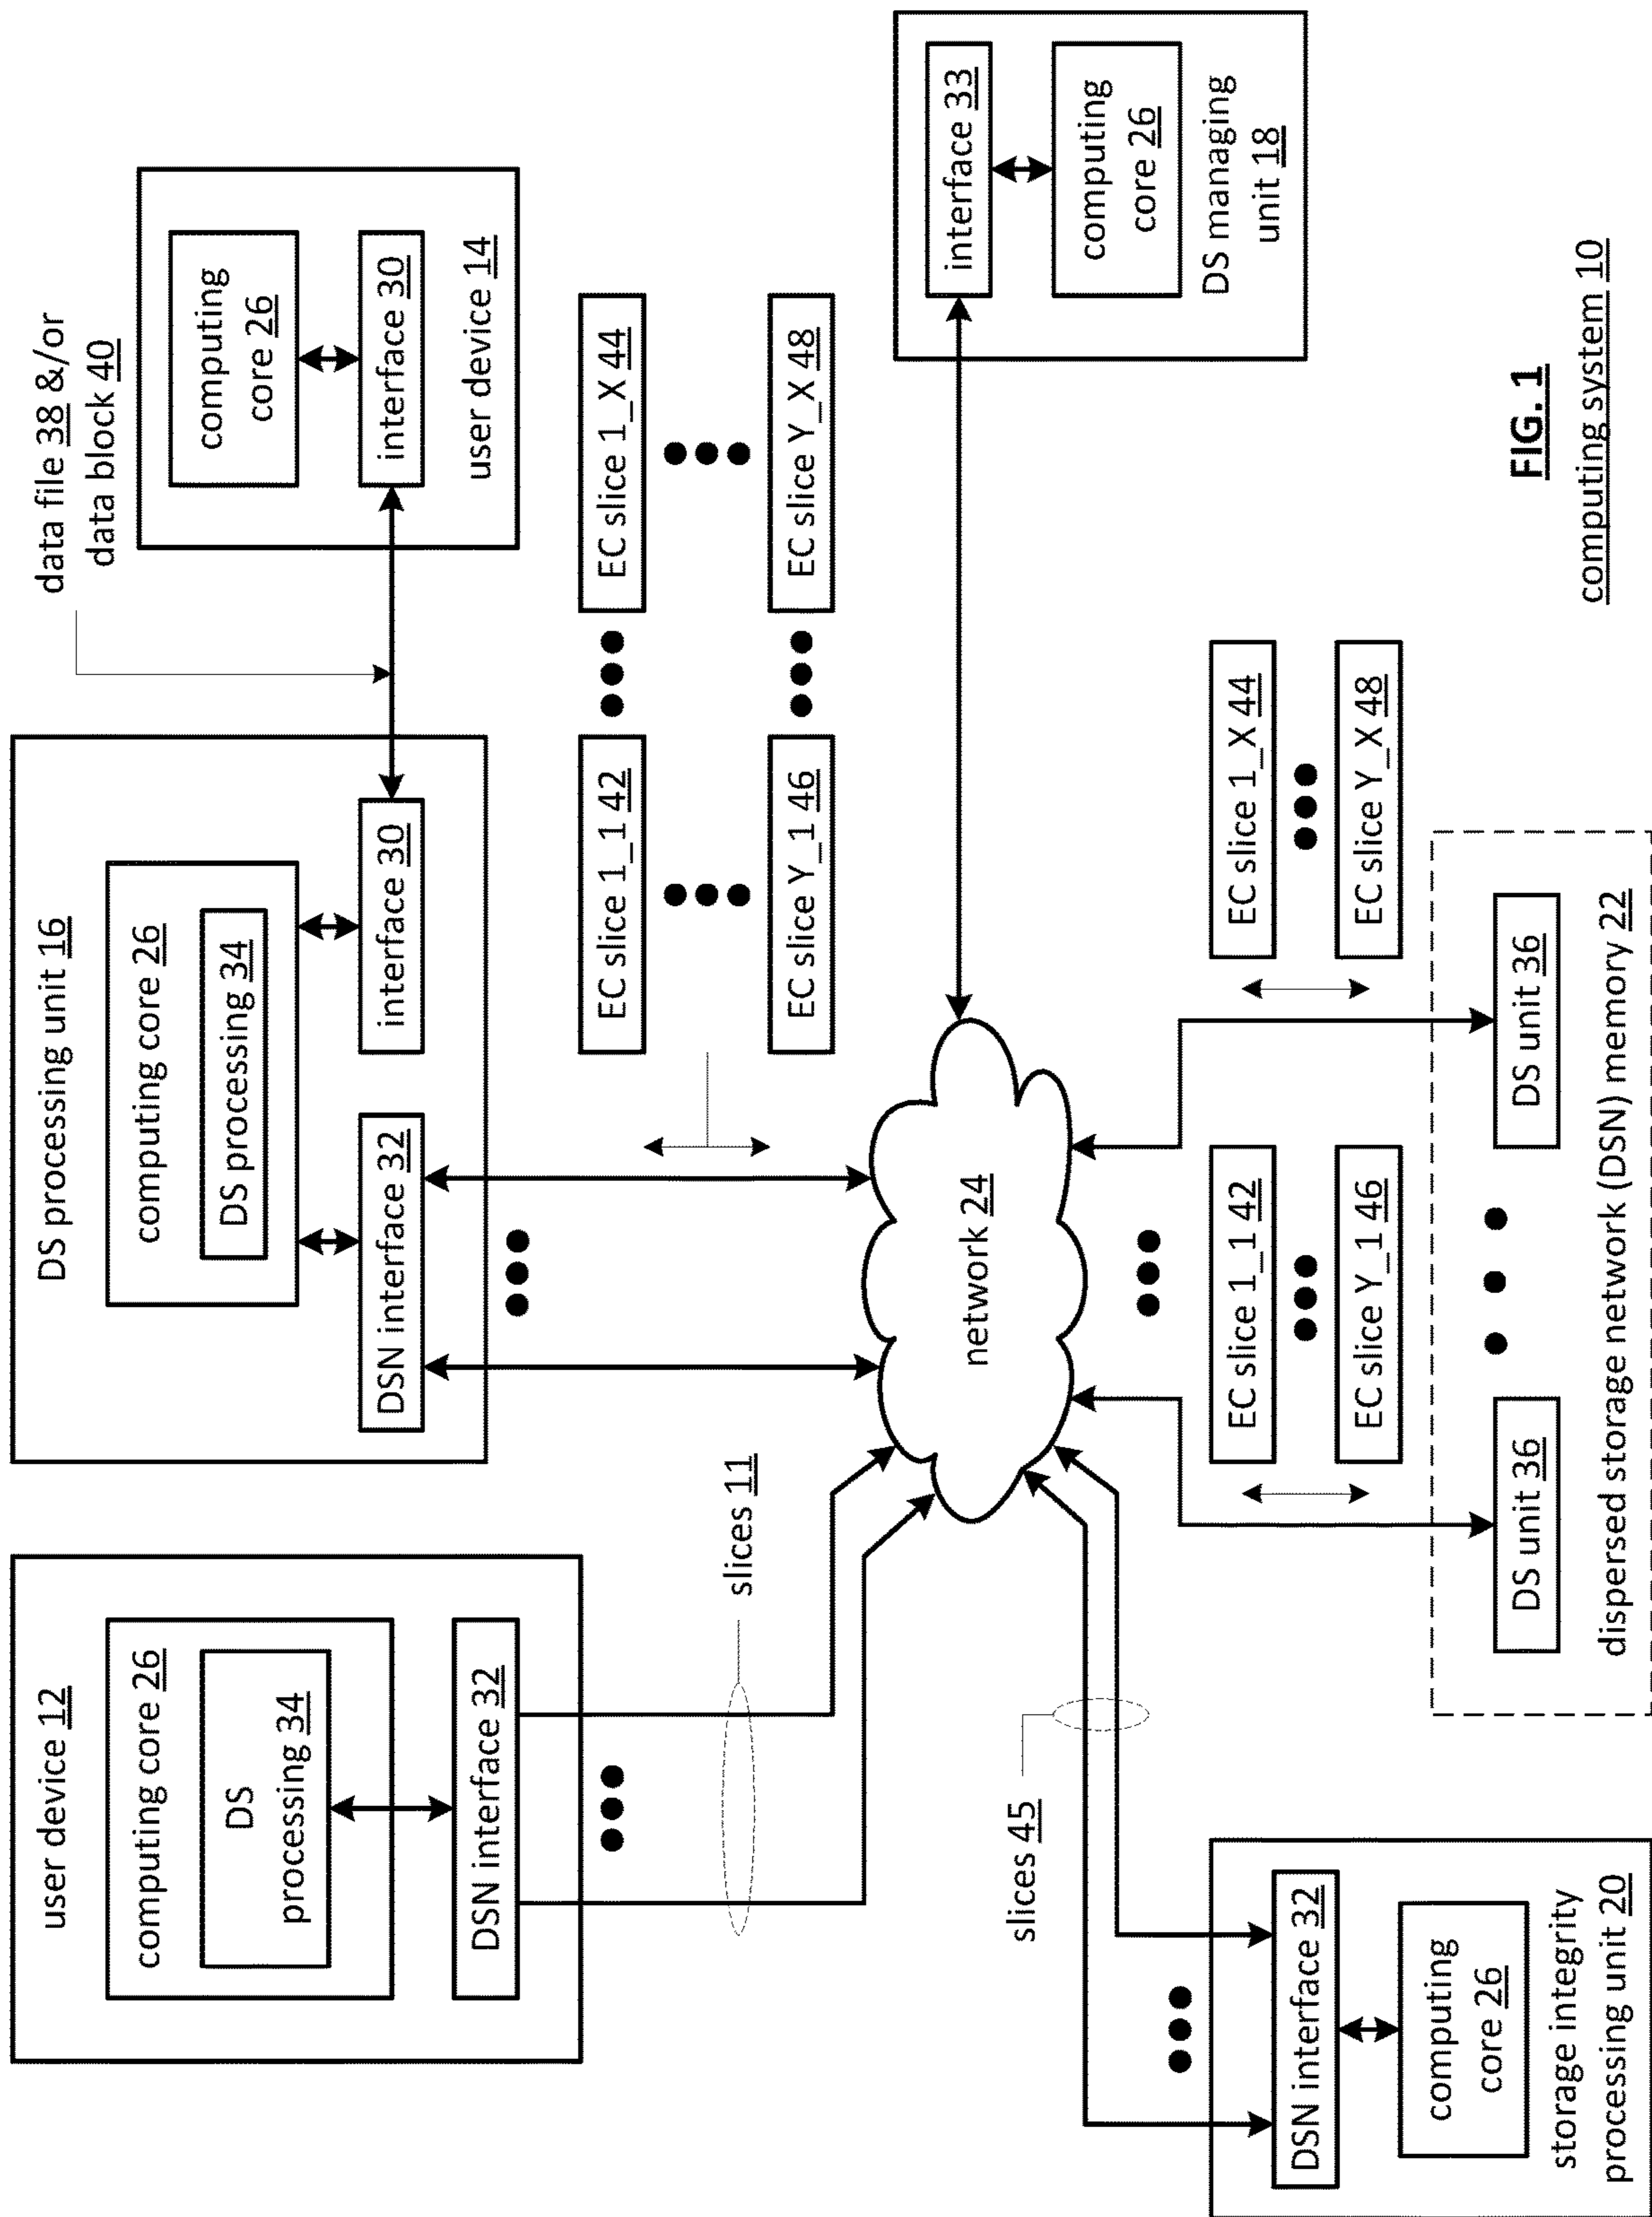 user device 12
computing core 26
DS
processing 34
DSN interface 32
slices 11
DS processing unit 16
computing core 26
DS processing 34
DSN interface 32
interface 30
data file 38 &/or
data block 40
computing
core 26
interface 30
user device 14
EC slice 1_1 42
EC slice 1_X 44
EC slice Y_1 46
EC slice Y_X 48
network 24
interface 33
computing
core 26
DS managing
unit 18
slices 45
DSN interface 32
computing
core 26
storage integrity
processing unit 20
EC slice 1_1 42
EC slice Y_1 46
EC slice 1_X 44
EC slice Y_X 48
DS unit 36
DS unit 36
dispersed storage network (DSN) memory 22
FIG. 1
computing system 10